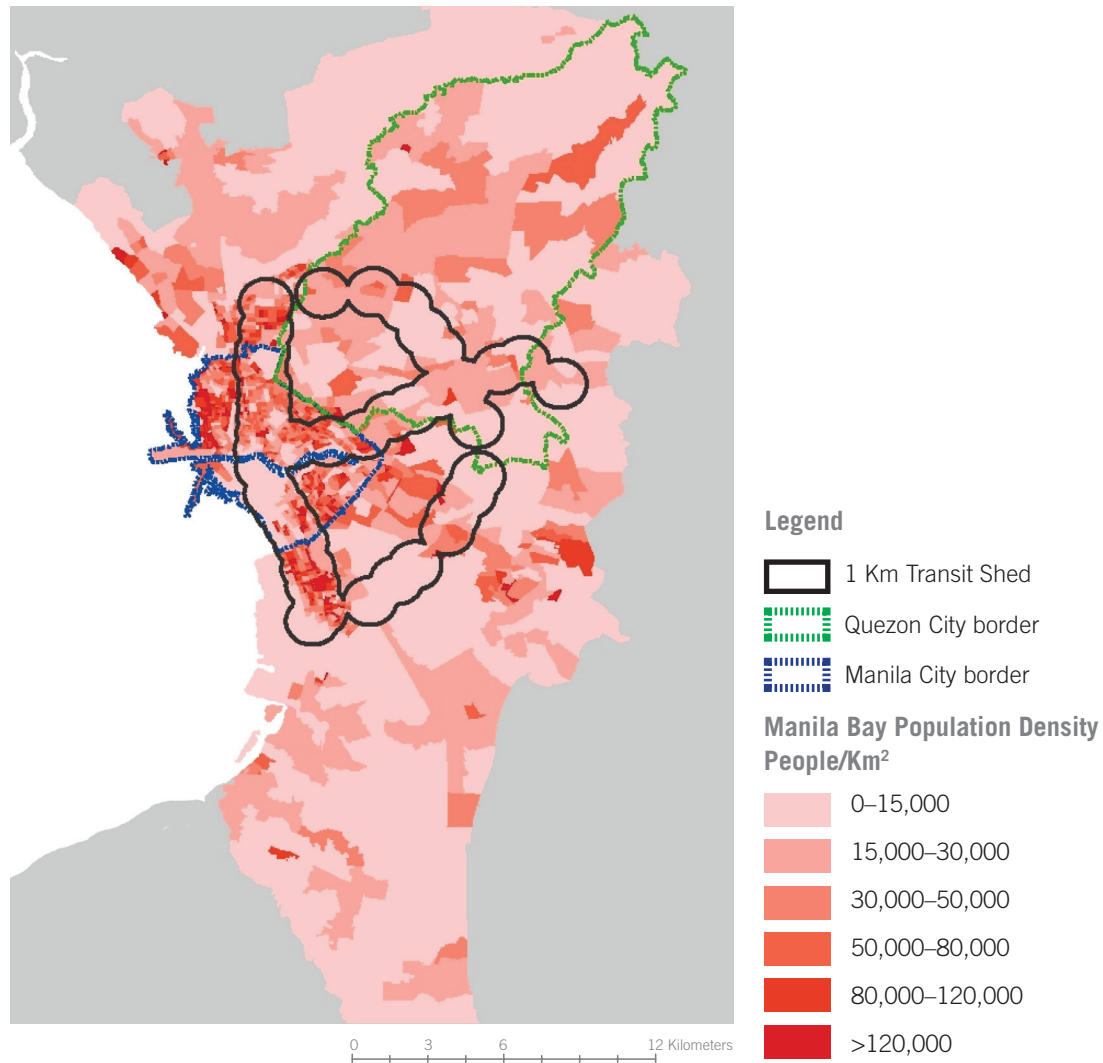 Legend
1 Km Transit Shed
Quezon City border
Manila City border
Manila Bay Population Density
People/Km²
0–15,000
15,000–30,000
30,000–50,000
50,000–80,000
80,000–120,000
>120,000
0 3 6 12 Kilometers